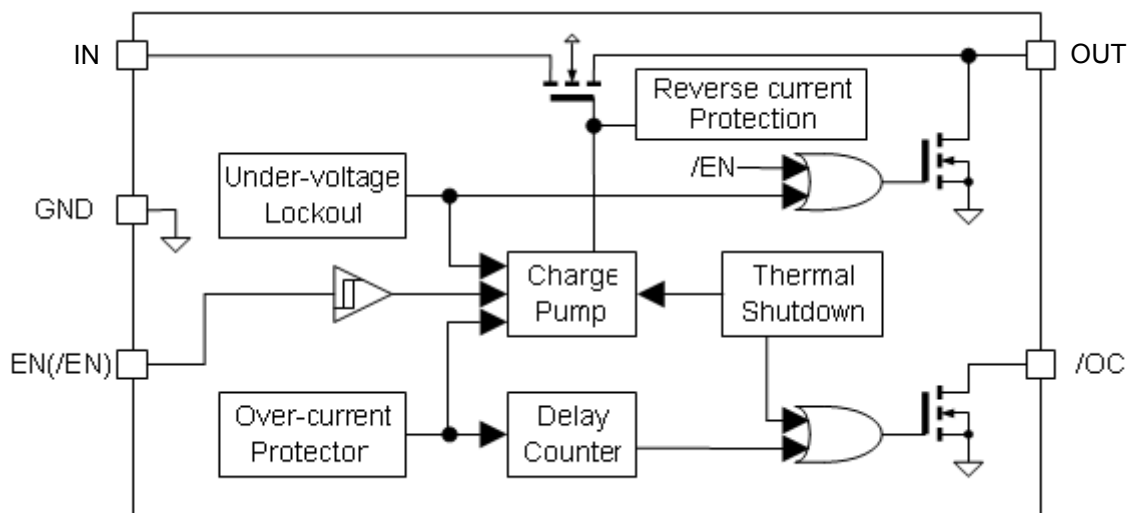 IN
OUT
Reverse current
Protection
/EN
Under-voltage
Lockout
GND
Charge
Pump
Thermal
Shutdown
EN(/EN)
/OC
Over-current
Protector
Delay
Counter